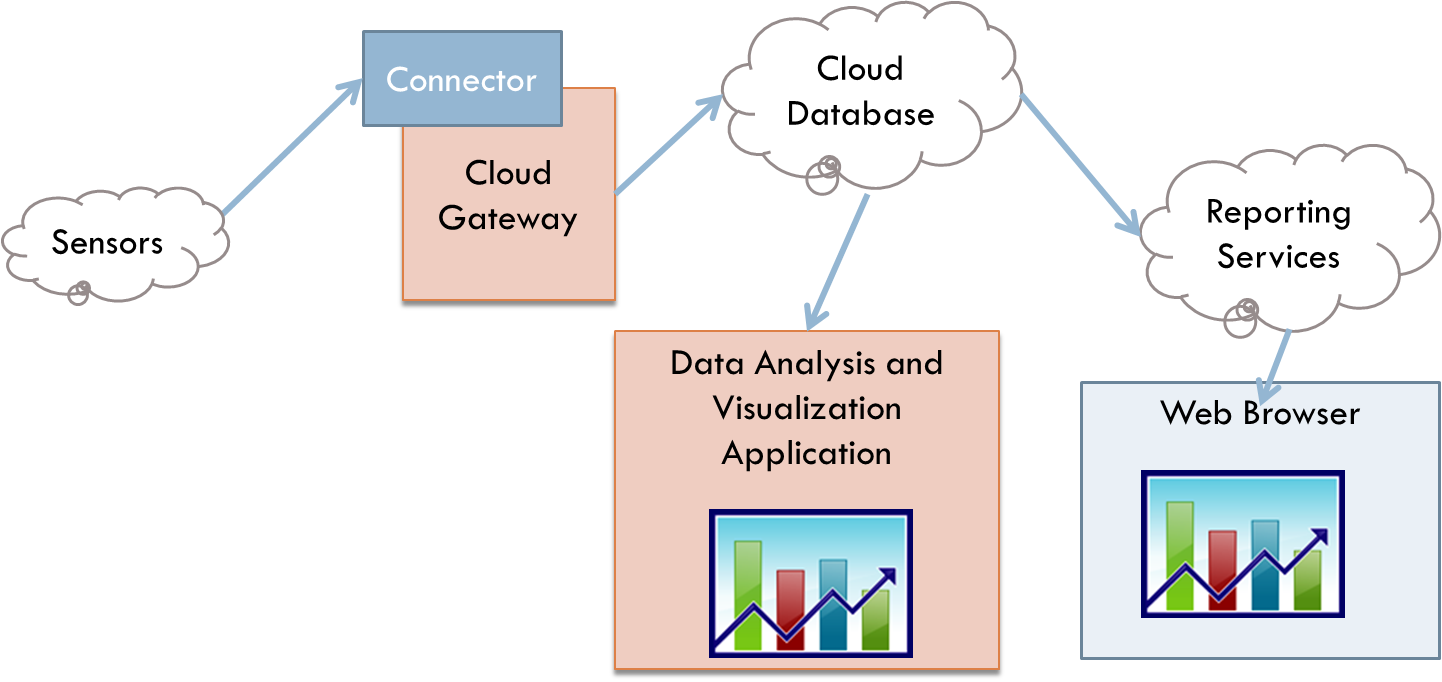 Sensors
Connector
Cloud
Gateway
Cloud
Database
Reporting
Services
Data Analysis and
Visualization
Application
Web Browser